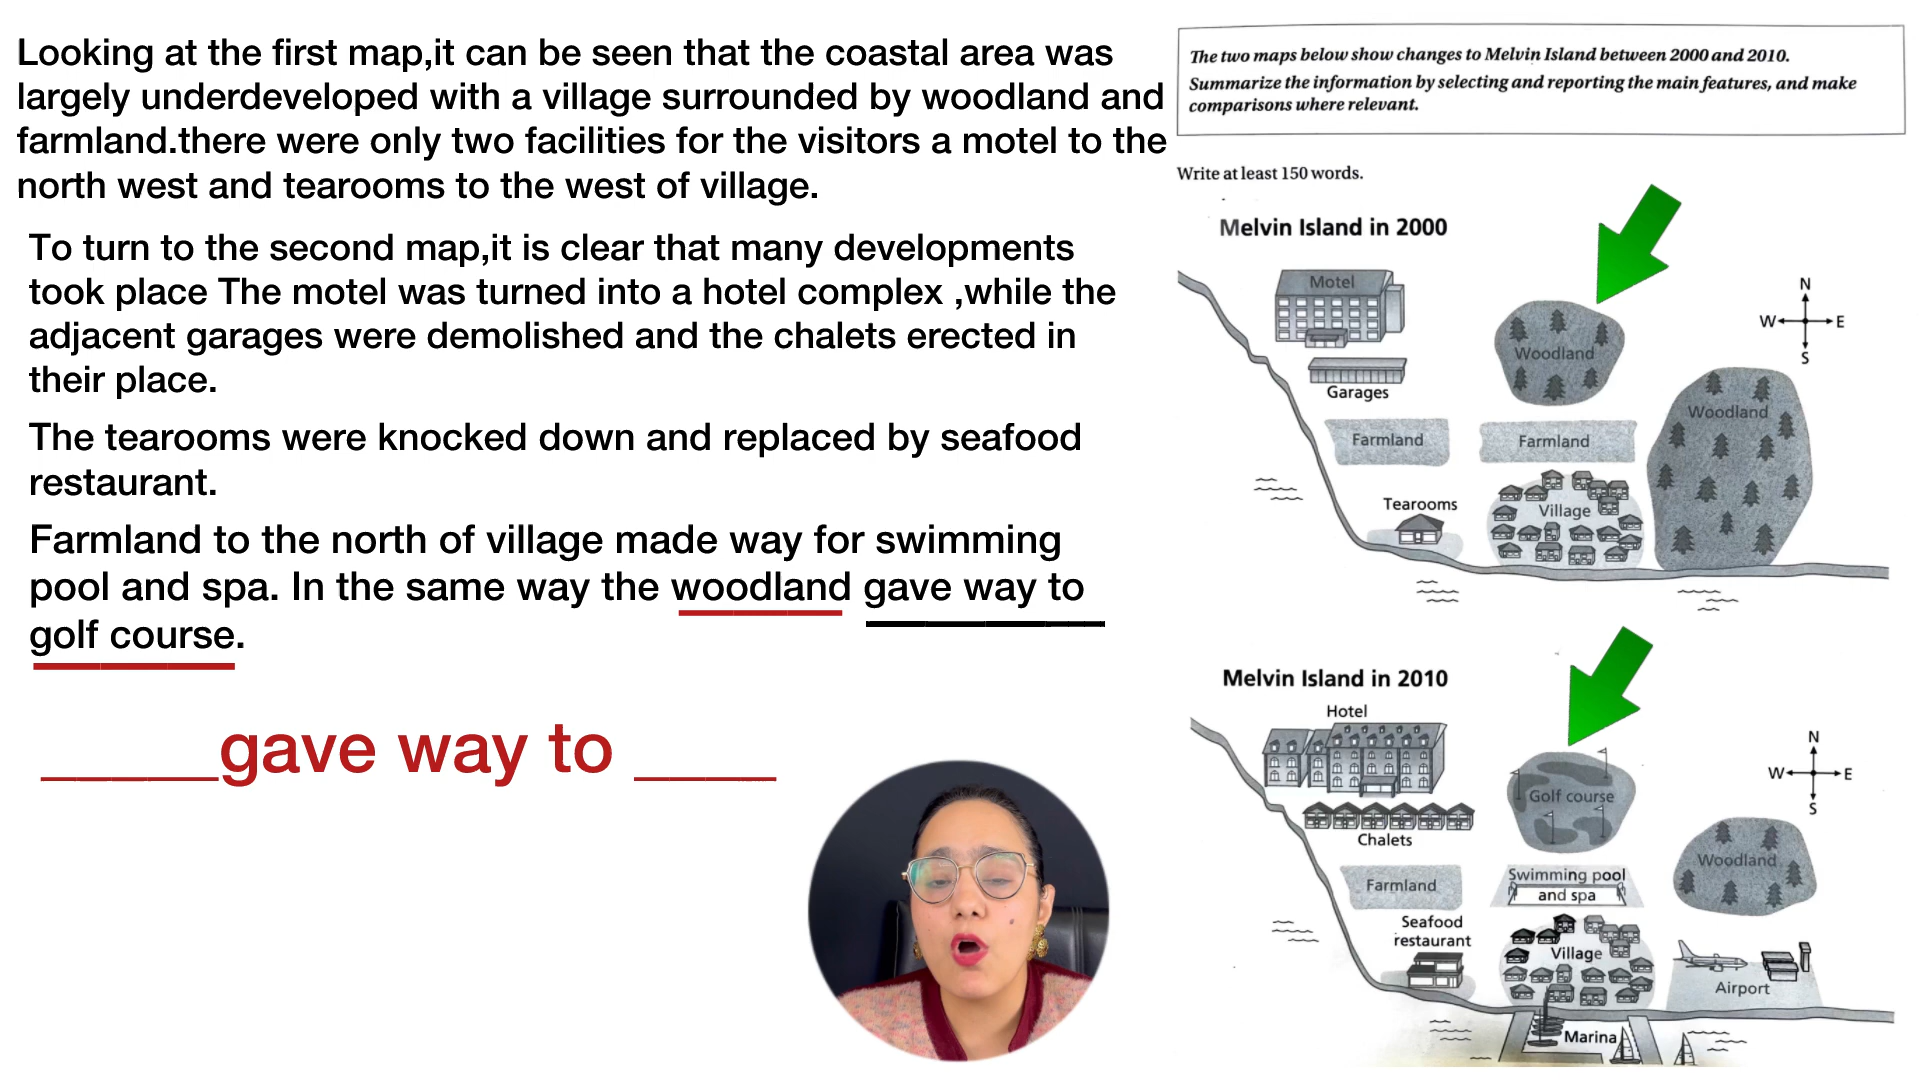 Looking at the first map,it can be seen that the coastal area was
largely underdeveloped with a village surrounded by woodland and
farmland.there were only two facilities for the visitors a motel to the
north west and tearooms to the west of village.
To turn to the second map,it is clear that many developments
took place The motel was turned into a hotel complex ,while the
adjacent garages were demolished and the chalets erected in
their place.
The tearooms were knocked down and replaced by seafood
restaurant.
Farmland to the north of village made way for swimming
pool and spa. In the same way the woodland gave way to
golf course.
_____gave way to ____
The two maps below show changes to Melvin Island between 2000 and 2010.
Summarize the information by selecting and reporting the main features, and make
comparisons where relevant.
Write at least 150 words.
Melvin Island in 2000
Motel
Garages
Woodland
N
W E
S
Woodland
Farmland
Farmland
Tearooms
Village
Melvin Island in 2010
Hotel
Chalets
Golf course
N
W E
S
Woodland
Farmland
Swimming pool
and spa
Seafood
restaurant
Village
Airport
Marina